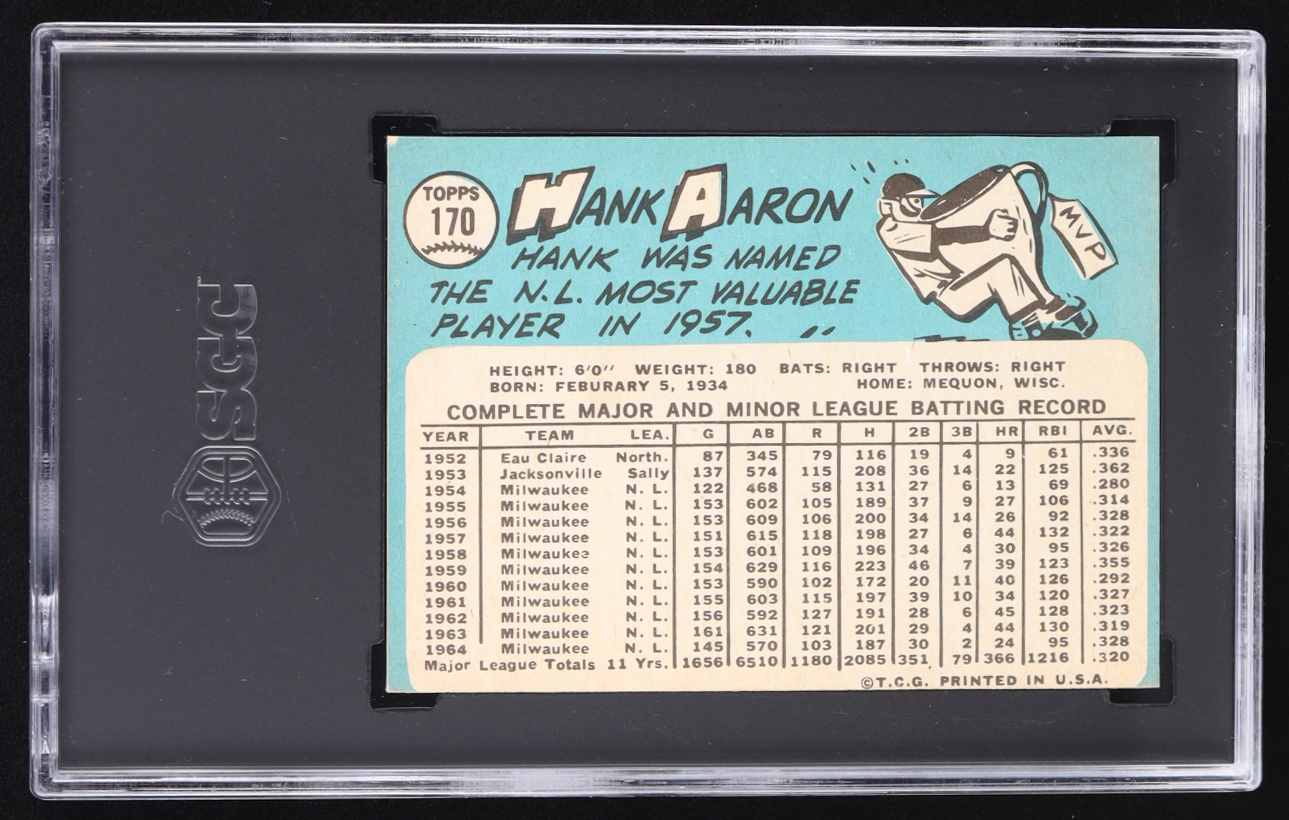 TOPPS
170
HANK AARON
HANK WAS NAMED
THE N.L. MOST VALUABLE
PLAYER IN 1957.
MVP
HEIGHT: 6'0" WEIGHT: 180 BATS: RIGHT THROWS: RIGHT
BORN: FEBURARY 5, 1934 HOME: MEQUON, WISC.
COMPLETE MAJOR AND MINOR LEAGUE BATTING RECORD
YEAR TEAM LEA. G AB R H 2B 3B HR RBI AVG.
1952 Eau Claire North. 87 345 79 116 19 4 9 61 .336
1953 Jacksonville Sally 137 574 115 208 36 14 22 125 .362
1954 Milwaukee N. L. 122 468 58 131 27 6 13 69 .280
1955 Milwaukee N. L. 153 602 105 189 37 9 27 106 .314
1956 Milwaukee N. L. 153 609 106 200 34 14 26 92 .328
1957 Milwaukee N. L. 151 615 118 198 27 6 44 132 .322
1958 Milwaukee N. L. 153 601 109 196 34 4 30 95 .326
1959 Milwaukee N. L. 154 629 116 223 46 7 39 123 .355
1960 Milwaukee N. L. 153 590 102 172 20 11 40 126 .292
1961 Milwaukee N. L. 155 603 115 197 39 10 34 120 .327
1962 Milwaukee N. L. 156 592 127 191 28 6 45 128 .323
1963 Milwaukee N. L. 161 631 121 201 29 4 44 130 .319
1964 Milwaukee N. L. 145 570 103 187 30 2 24 95 .328
Major League Totals 11 Yrs. 1656 6510 1180 2085 351 79 366 1216 .320
©T.C.G. PRINTED IN U.S.A.
SGC